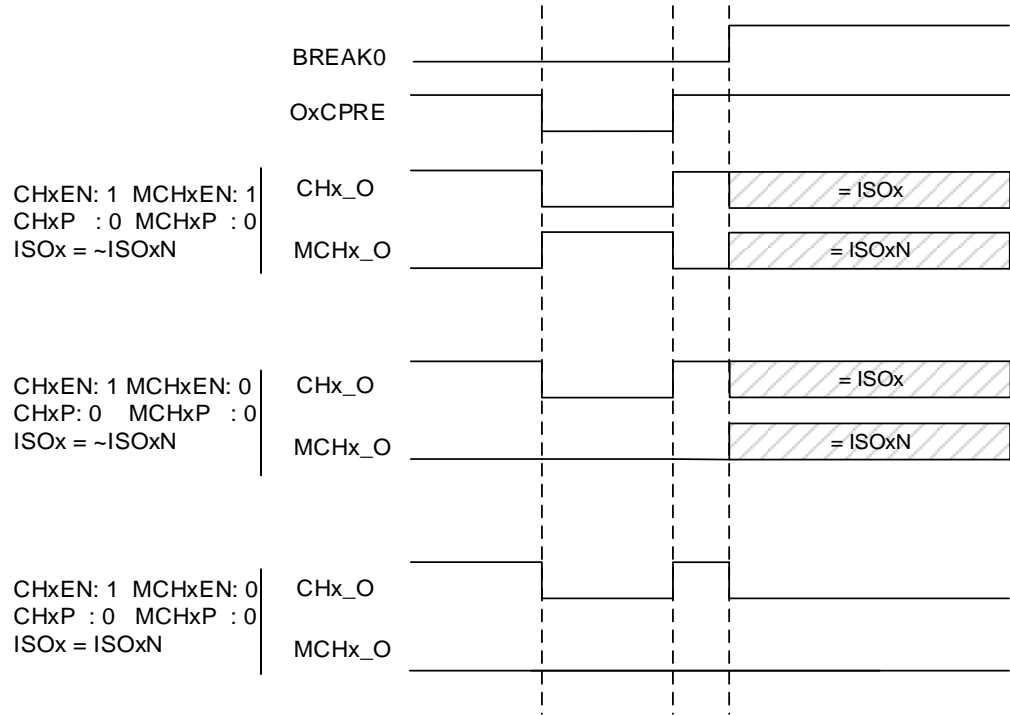 BREAK0
OxCPRE
CHxEN: 1 MCHxEN: 1
CHxP : 0 MCHxP : 0
ISOx = ~ISOxN
CHx_O
= ISOx
MCHx_O
= ISOxN
CHxEN: 1 MCHxEN: 0
CHxP: 0 MCHxP : 0
ISOx = ~ISOxN
CHx_O
= ISOx
MCHx_O
= ISOxN
CHxEN: 1 MCHxEN: 0
CHxP : 0 MCHxP : 0
ISOx = ISOxN
CHx_O
MCHx_O